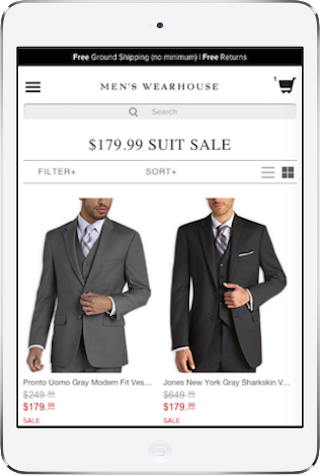 Free Ground Shipping (no minimum) | Free Returns
1
MEN'S WEARHOUSE
Search
$179.99 SUIT SALE
FILTER+
SORT+
Pronto Uomo Gray Modern Fit Ves...
$249.99
$179.99
SALE
Jones New York Gray Sharkskin V...
$649.99
$179.99
SALE